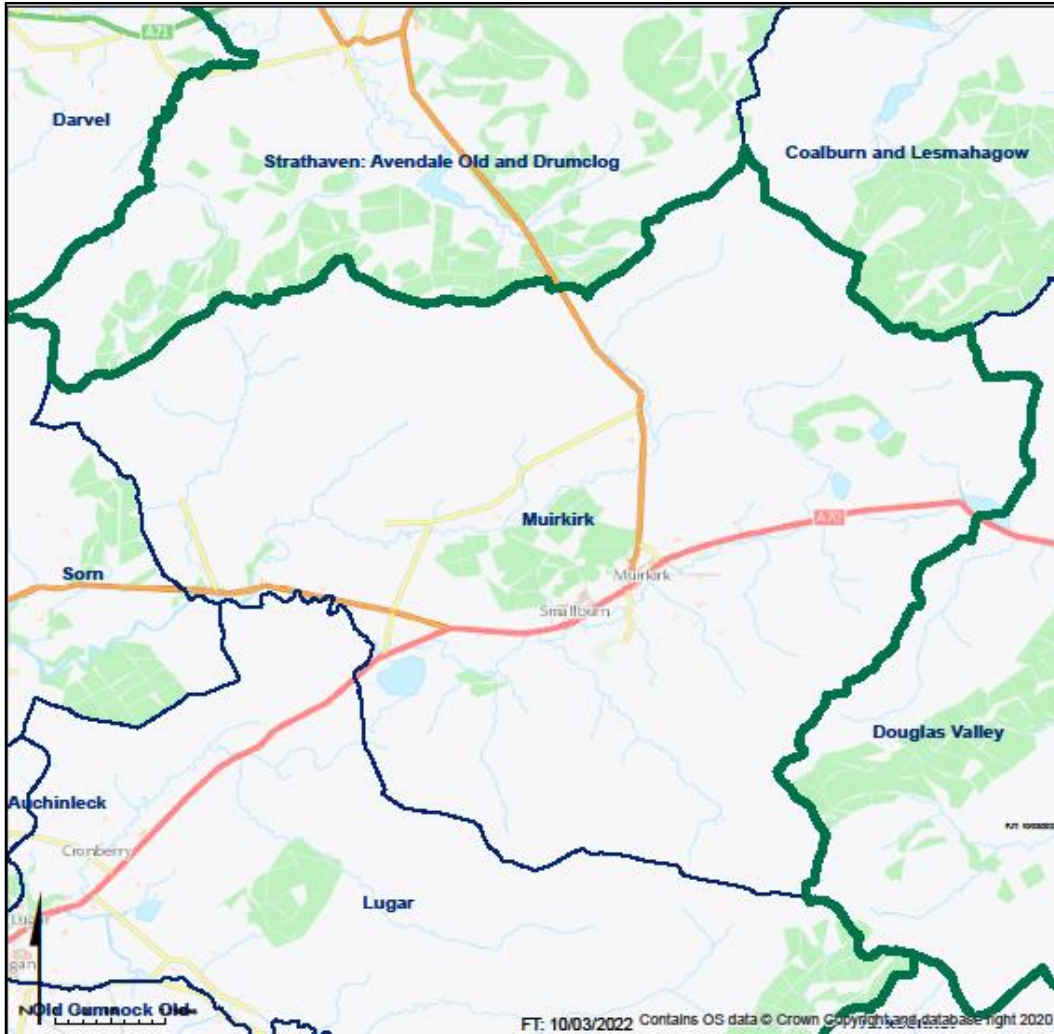 A71
Darvel
Strathaven: Avendale Old and Drumclog
Coalburn and Lesmahagow
A70
Muirkirk
Sorn
Muirkirk
Smallburn
Douglas Valley
Auchinleck
Cronberry
Lugar
Lugar
Old Cumnock Old
N
FT: 10/03/2022 Contains OS data © Crown Copyright and database right 2020